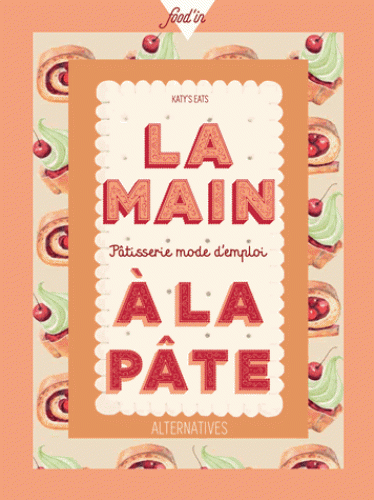 food'in
KATY'S EATS
LA
MAIN
Pâtisserie mode d'emploi
À LA
PÂTE
ALTERNATIVES